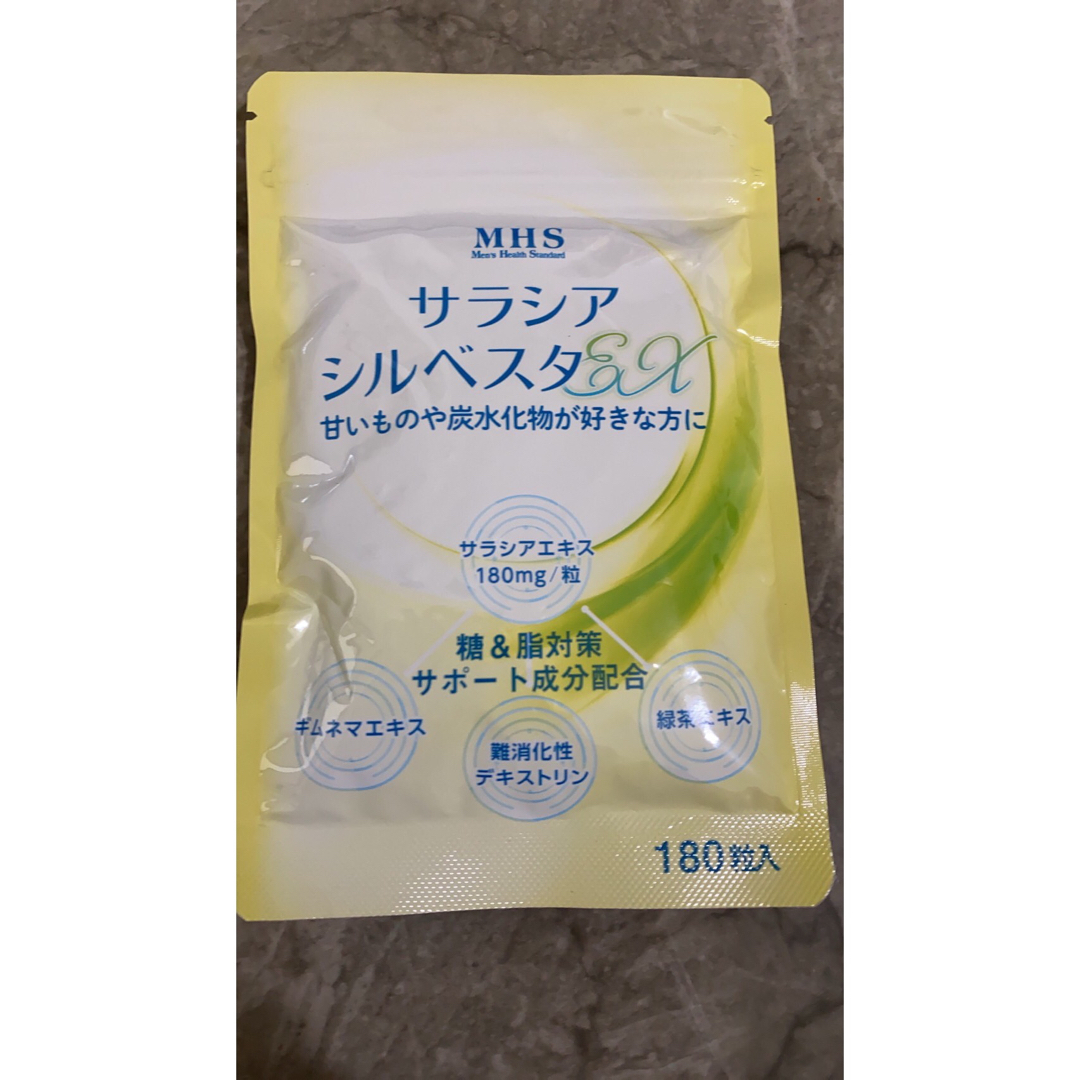 MHS
Men's Health Standard
サラシア
シルベスタEX
甘いものや炭水化物が好きな方に
サラシアエキス
180mg/粒
糖&脂対策
サポート成分配合
ギムネマエキス
難消化性
デキストリン
緑茶エキス
180粒入